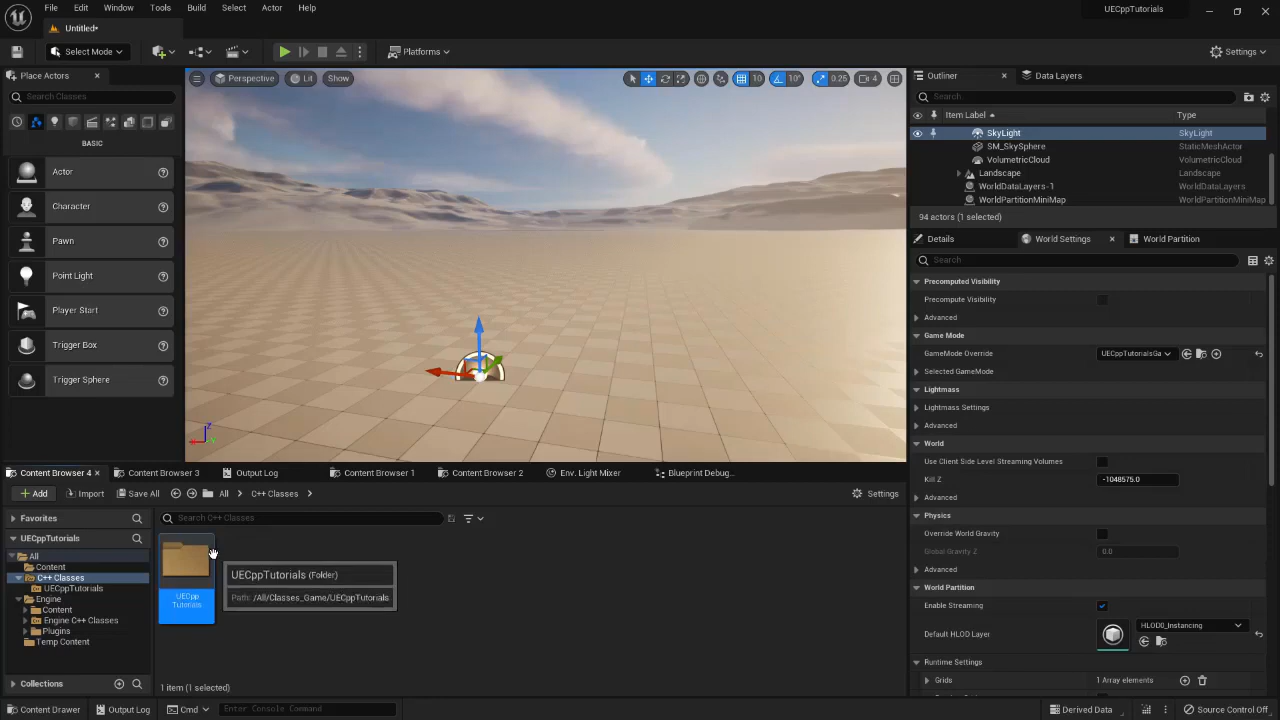 File Edit Window Tools Build Select Actor Help
UECppTutorials
Untitled*
Select Mode
Platforms
Settings
Place Actors
Search Classes
BASIC
Actor
Character
Pawn
Point Light
Player Start
Trigger Box
Trigger Sphere
Perspective Lit Show
10 10° 0.25 4
Outliner Data Layers
Search
Item Label Type
SkyLight SkyLight
SM_SkySphere StaticMeshActor
VolumetricCloud VolumetricCloud
Landscape Landscape
WorldDataLayers-1 WorldDataLayers
WorldPartitionMiniMap WorldPartitionMiniMap
94 actors (1 selected)
Details World Settings World Partition
Search
Precomputed Visibility
Precompute Visibility
Advanced
Game Mode
GameMode Override UECppTutorialsGa
Selected GameMode
Lightmass
Lightmass Settings
Advanced
World
Use Client Side Level Streaming Volumes
Kill Z -1048575.0
Advanced
Physics
Override World Gravity
Global Gravity Z 0.0
Advanced
World Partition
Enable Streaming
Default HLOD Layer HLOD0_Instancing
Runtime Settings
Grids 1 Array elements
Content Browser 4 Content Browser 3 Output Log Content Browser 1 Content Browser 2 Env. Light Mixer Blueprint Debug...
Add Import Save All All C++ Classes Settings
Favorites
UECppTutorials
All
Content
C++ Classes
UECppTutorials
Engine
Content
Engine C++ Classes
Plugins
Temp Content
Collections
Search C++ Classes
UECpp
Tutorials
UECppTutorials (Folder)
Path: /All/Classes_Game/UECppTutorials
1 item (1 selected)
Content Drawer Output Log Cmd Enter Console Command Derived Data Source Control Off